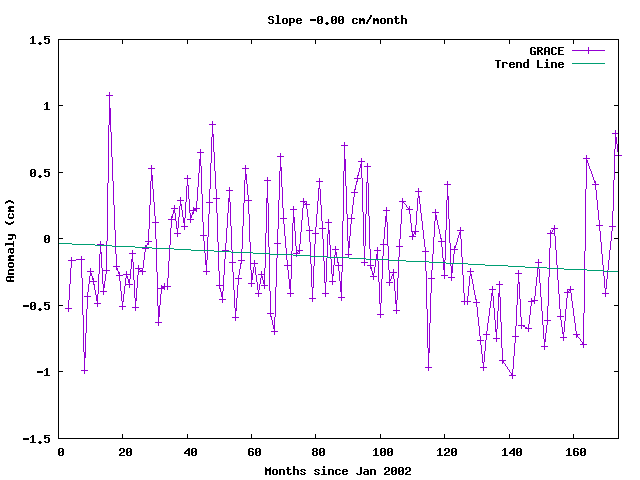 Slope -0.00 cm/month
GRACE
Trend Line
1.5
1
0.5
0
-0.5
-1
-1.5
Anomaly (cm)
0 20 40 60 80 100 120 140 160
Months since Jan 2002